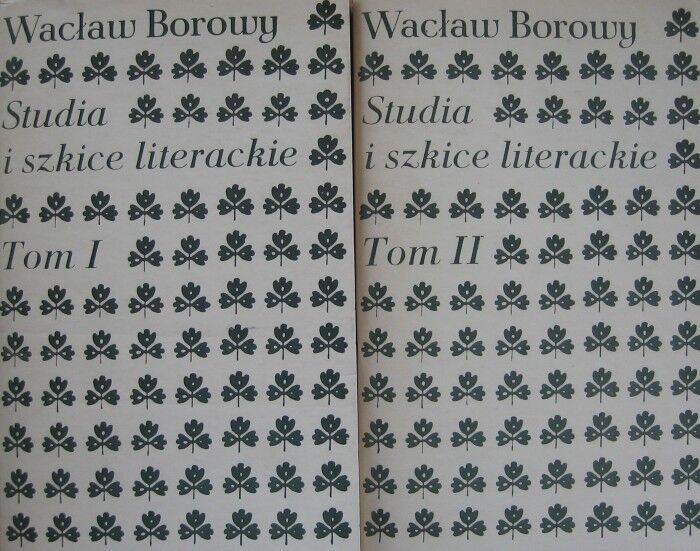 Wacław Borowy
Studia
i szkice literackie
Tom I
Wacław Borowy
Studia
i szkice literackie
Tom II